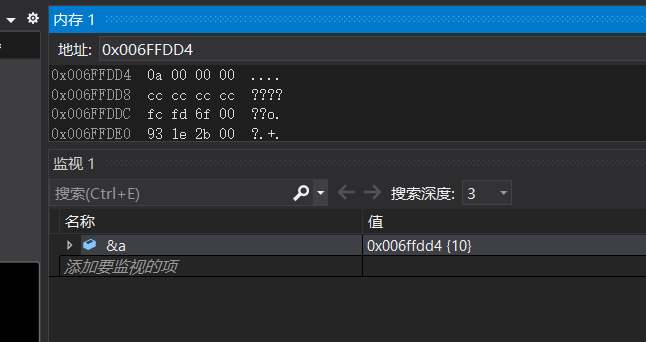 内存 1
地址: 0x006FFDD4
0x006FFDD4 0a 00 00 00 ....
0x006FFDD8 cc cc cc cc ????
0x006FFDDC fc fd 6f 00 ??o.
0x006FFDE0 93 1e 2b 00 ?.+.
监视 1
搜索(Ctrl+E) 搜索深度: 3
名称 值
&a 0x006ffdd4 {10}
添加要监视的项